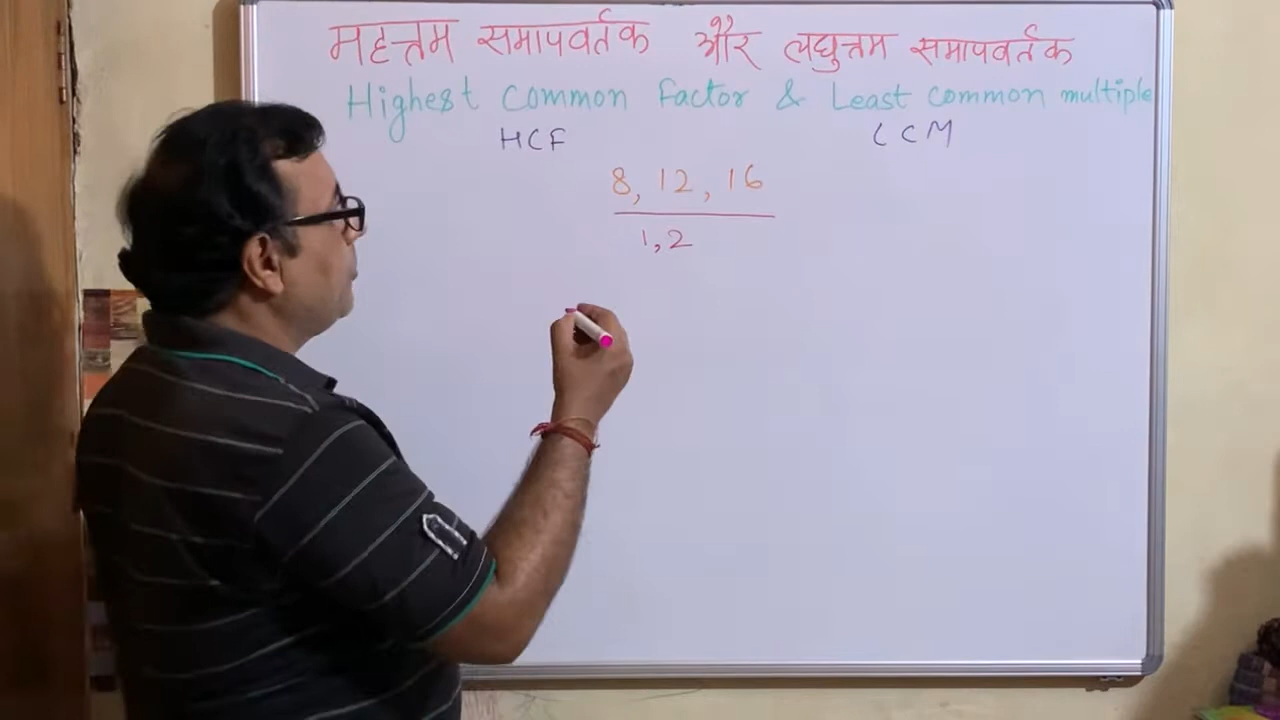 महत्तम समापवर्तक और लघुत्तम समापवर्तक
Highest Common Factor & Least common multiple
HCF LCM
8, 12, 16
1, 2